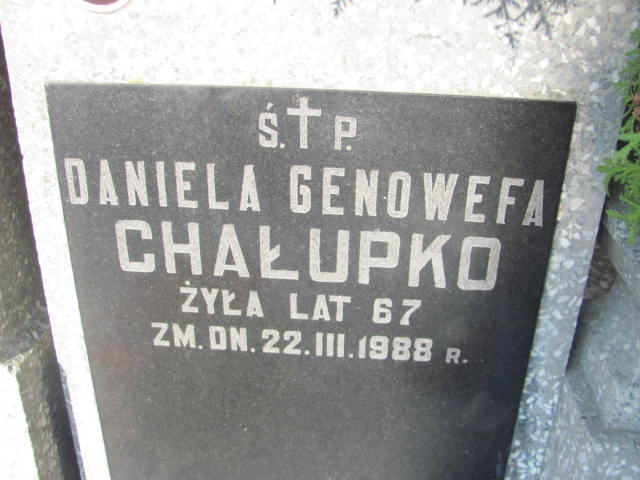 Ś.†P.
DANIELA GENOWEFA
CHAŁUPKO
ŻYŁA LAT 67
ZM. DN. 22.III.1988 R.